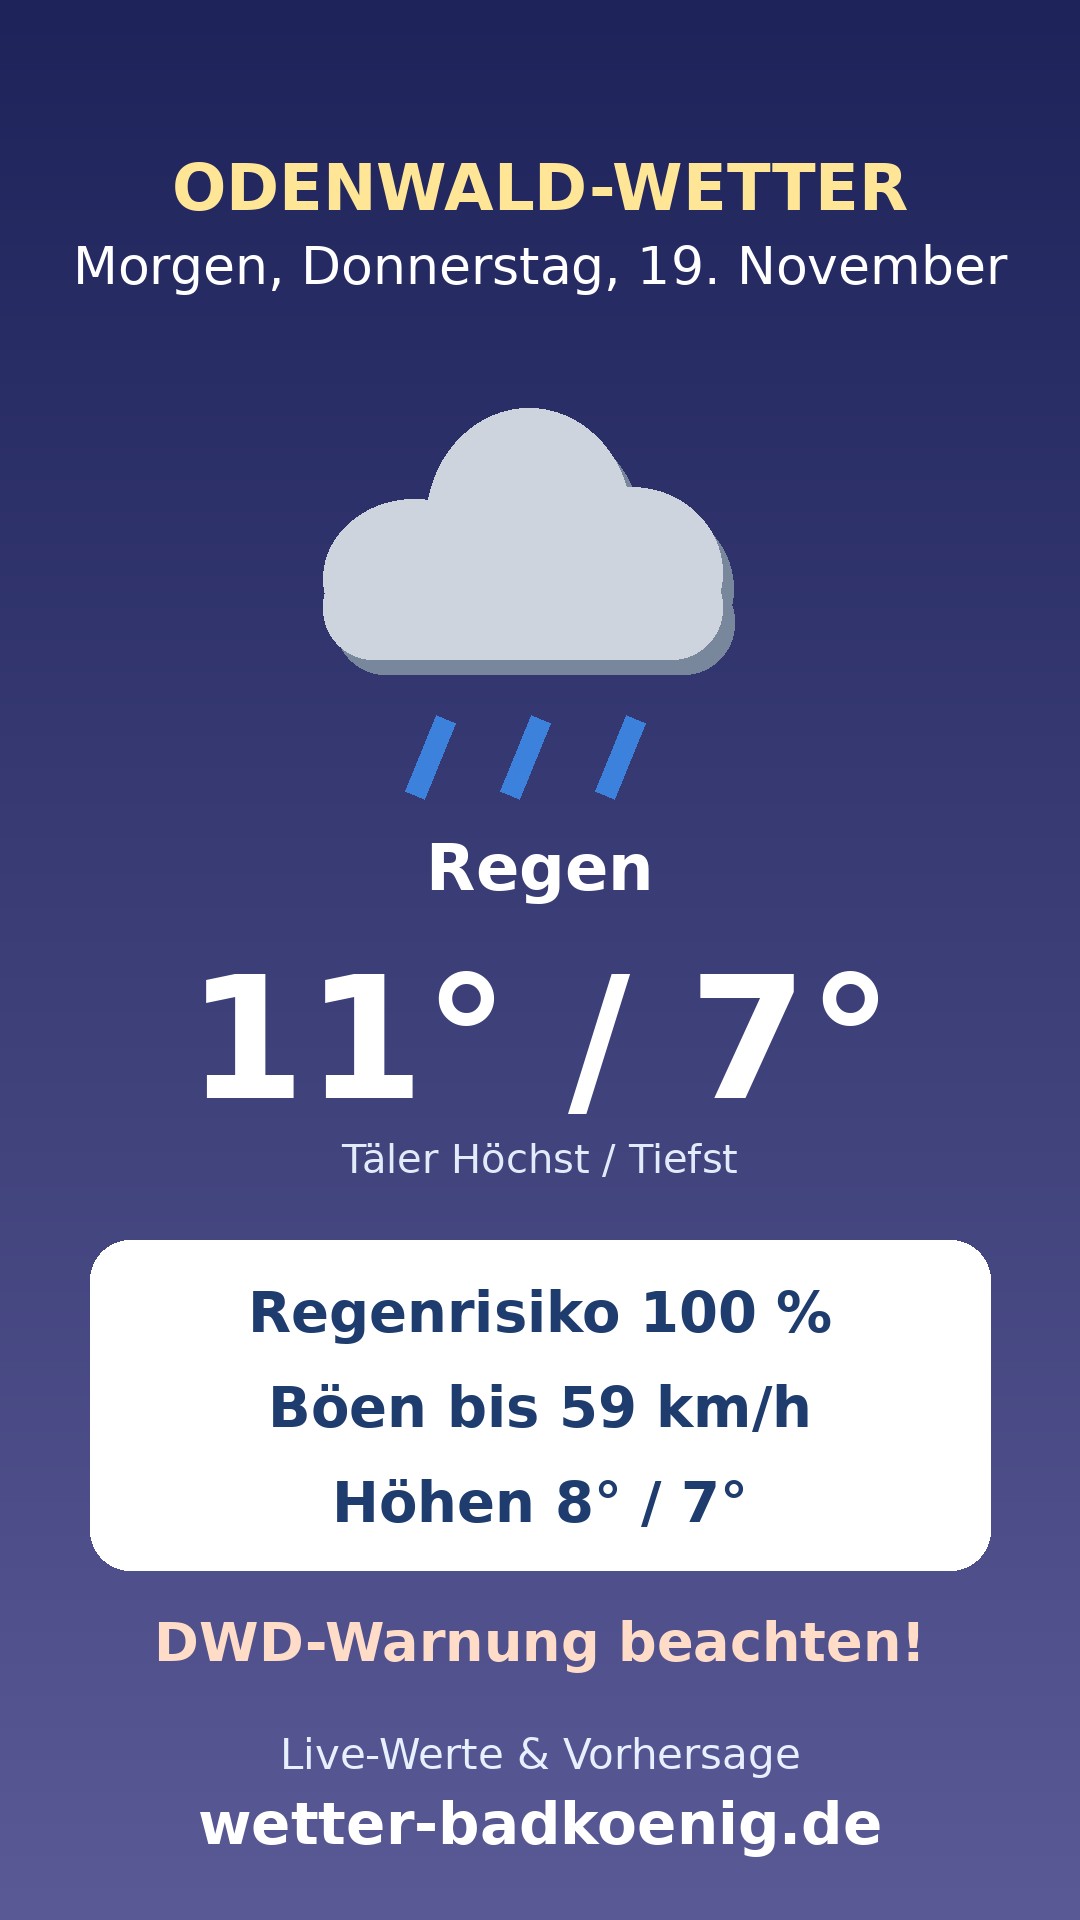 ODENWALD-WETTER
Morgen, Donnerstag, 19. November
Regen
11° / 7°
Täler Höchst / Tiefst
Regenrisiko 100 %
Böen bis 59 km/h
Höhen 8° / 7°
DWD-Warnung beachten!
Live-Werte & Vorhersage
wetter-badkoenig.de